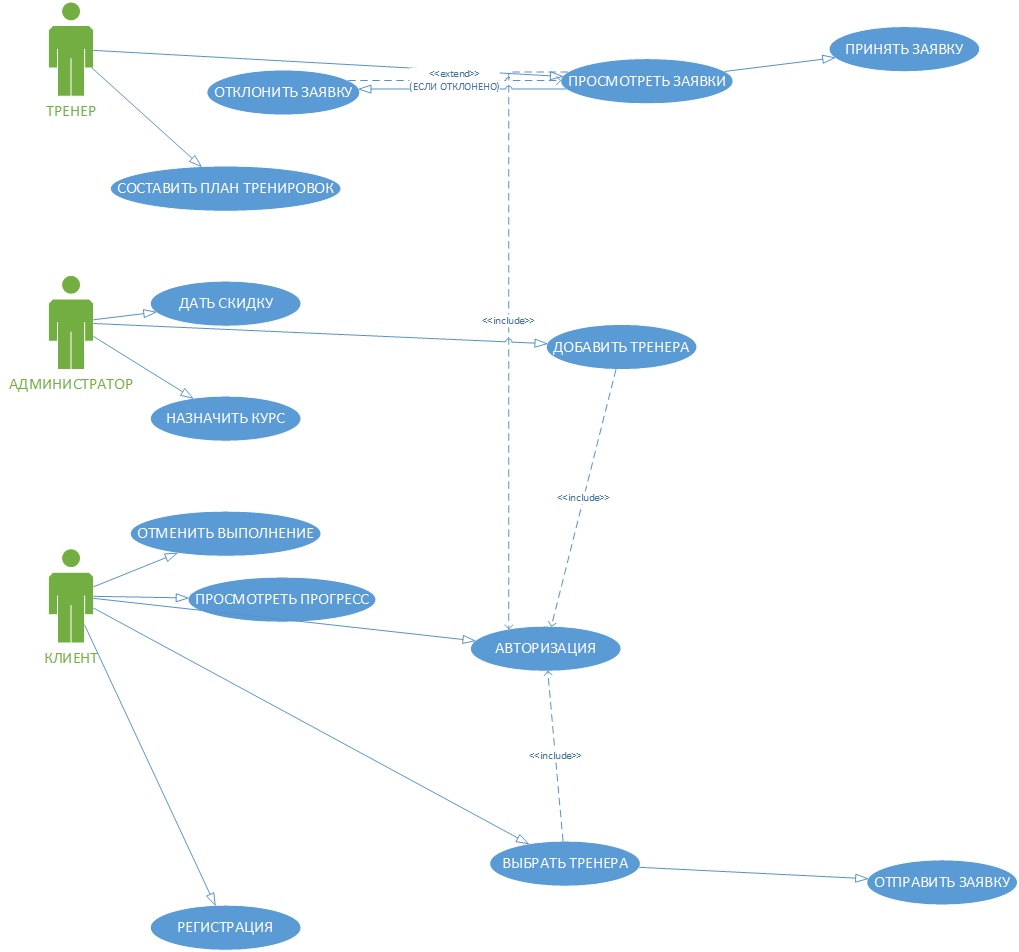 ПРИНЯТЬ ЗАЯВКУ
<<extend>>
(ЕСЛИ ОТКЛОНЕНО)
ПРОСМОТРЕТЬ ЗАЯВКИ
ОТКЛОНИТЬ ЗАЯВКУ
ТРЕНЕР
СОСТАВИТЬ ПЛАН ТРЕНИРОВОК
ДАТЬ СКИДКУ
<<include>>
ДОБАВИТЬ ТРЕНЕРА
АДМИНИСТРАТОР
НАЗНАЧИТЬ КУРС
<<include>>
ОТМЕНИТЬ ВЫПОЛНЕНИЕ
ПРОСМОТРЕТЬ ПРОГРЕСС
АВТОРИЗАЦИЯ
КЛИЕНТ
<<include>>
ВЫБРАТЬ ТРЕНЕРА
ОТПРАВИТЬ ЗАЯВКУ
РЕГИСТРАЦИЯ